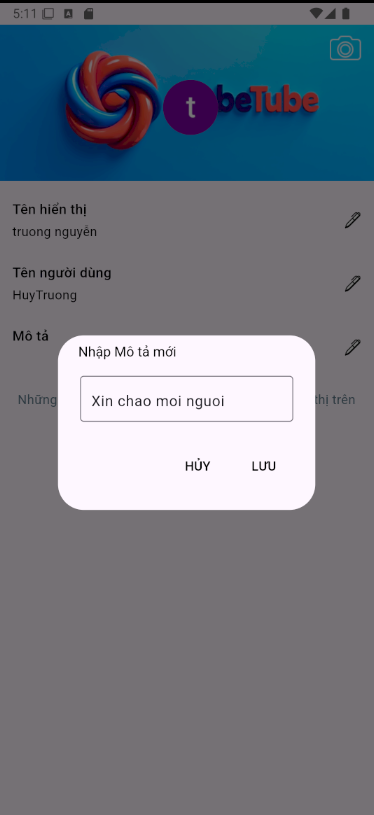 5:11
t
beTube
Tên hiển thị
truong nguyễn
Tên người dùng
HuyTruong
Mô tả
Nhập Mô tả mới
Những
thị trên
Xin chao moi nguoi
HỦY
LƯU